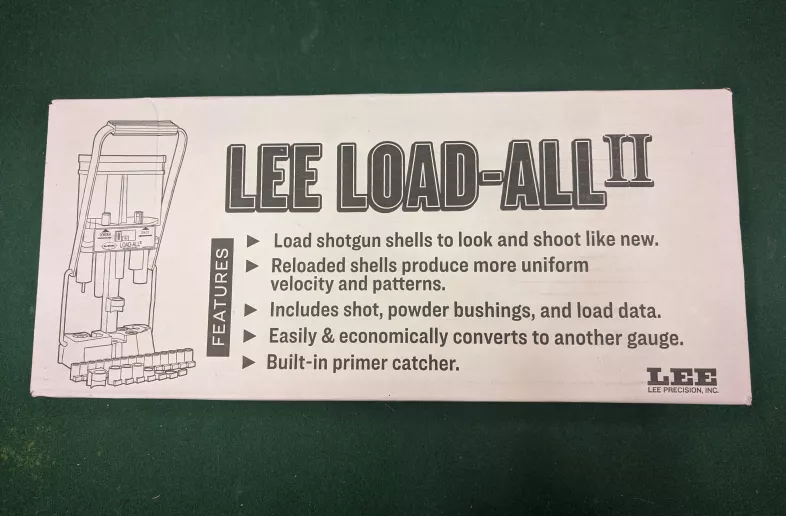 LEE LOAD-ALL II
FEATURES
► Load shotgun shells to look and shoot like new.
► Reloaded shells produce more uniform
velocity and patterns.
► Includes shot, powder bushings, and load data.
► Easily & economically converts to another gauge.
► Built-in primer catcher.
LOAD-ALL
LEE
LEE PRECISION, INC.